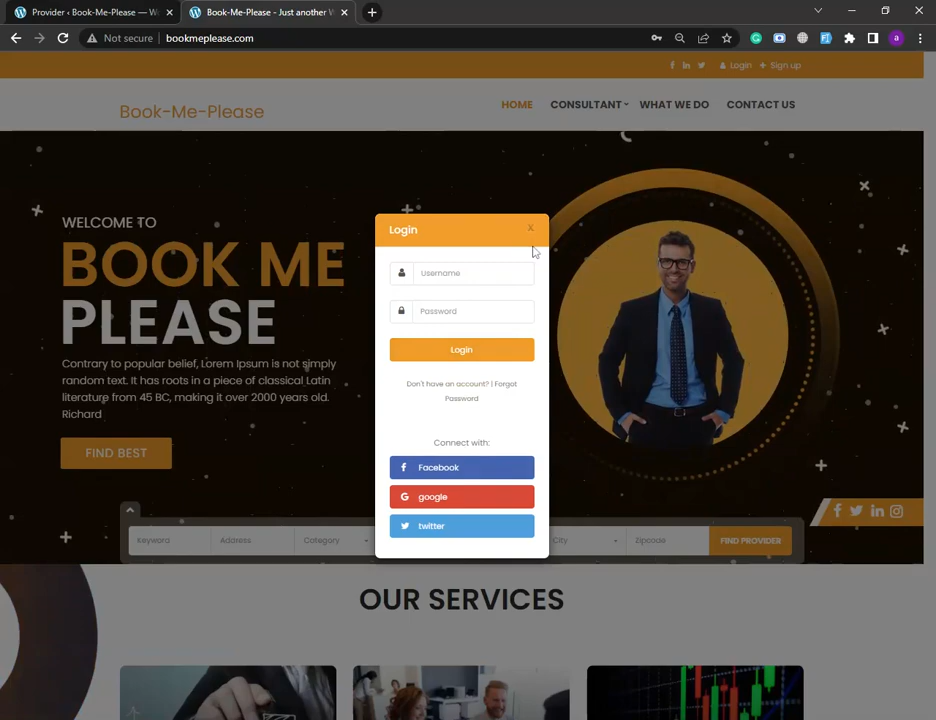 Provider ‹ Book-Me-Please — W
Book-Me-Please - Just another W
Not secure
bookmeplease.com
Login
Sign up
Book-Me-Please
HOME
CONSULTANT
WHAT WE DO
CONTACT US
WELCOME TO
BOOK ME
PLEASE
Contrary to popular belief, Lorem Ipsum is not simply
random text. It has roots in a piece of classical Latin
literature from 45 BC, making it over 2000 years old.
Richard
FIND BEST
Login
X
Username
Password
Login
Don't have an account? | Forgot
Password
Connect with:
Facebook
google
twitter
Keyword
Address
Category
City
Zipcode
FIND PROVIDER
OUR SERVICES